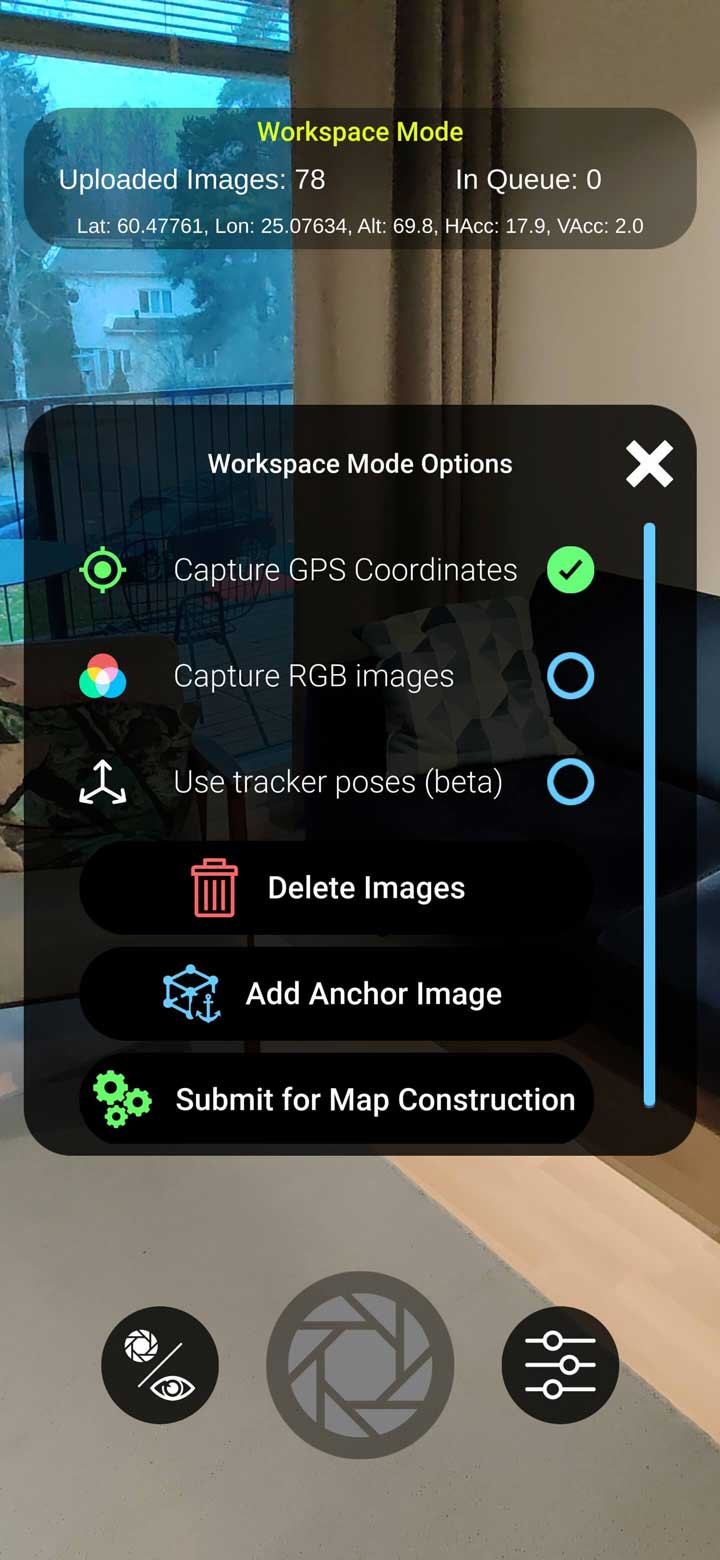 Workspace Mode
Uploaded Images: 78 In Queue: 0
Lat: 60.47761, Lon: 25.07634, Alt: 69.8, HAcc: 17.9, VAcc: 2.0
Workspace Mode Options
Capture GPS Coordinates
Capture RGB images
Use tracker poses (beta)
Delete Images
Add Anchor Image
Submit for Map Construction